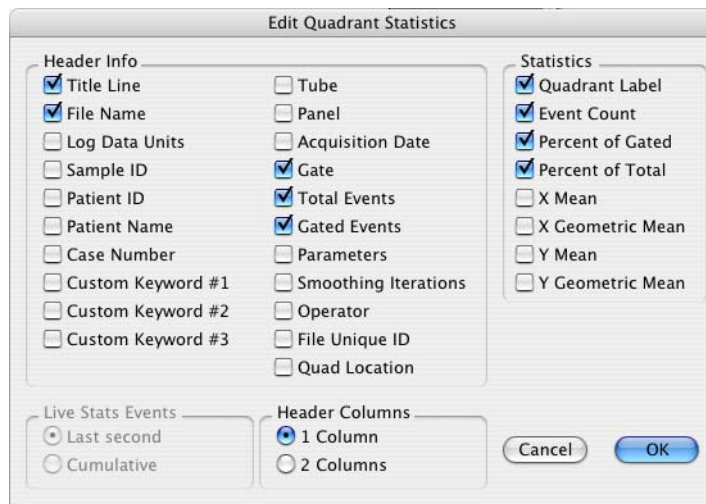 Edit Quadrant Statistics
Header Info
Title Line
File Name
Log Data Units
Sample ID
Patient ID
Patient Name
Case Number
Custom Keyword #1
Custom Keyword #2
Custom Keyword #3
Tube
Panel
Acquisition Date
Gate
Total Events
Gated Events
Parameters
Smoothing Iterations
Operator
File Unique ID
Quad Location
Statistics
Quadrant Label
Event Count
Percent of Gated
Percent of Total
X Mean
X Geometric Mean
Y Mean
Y Geometric Mean
Live Stats Events
Last second
Cumulative
Header Columns
1 Column
2 Columns
Cancel
OK